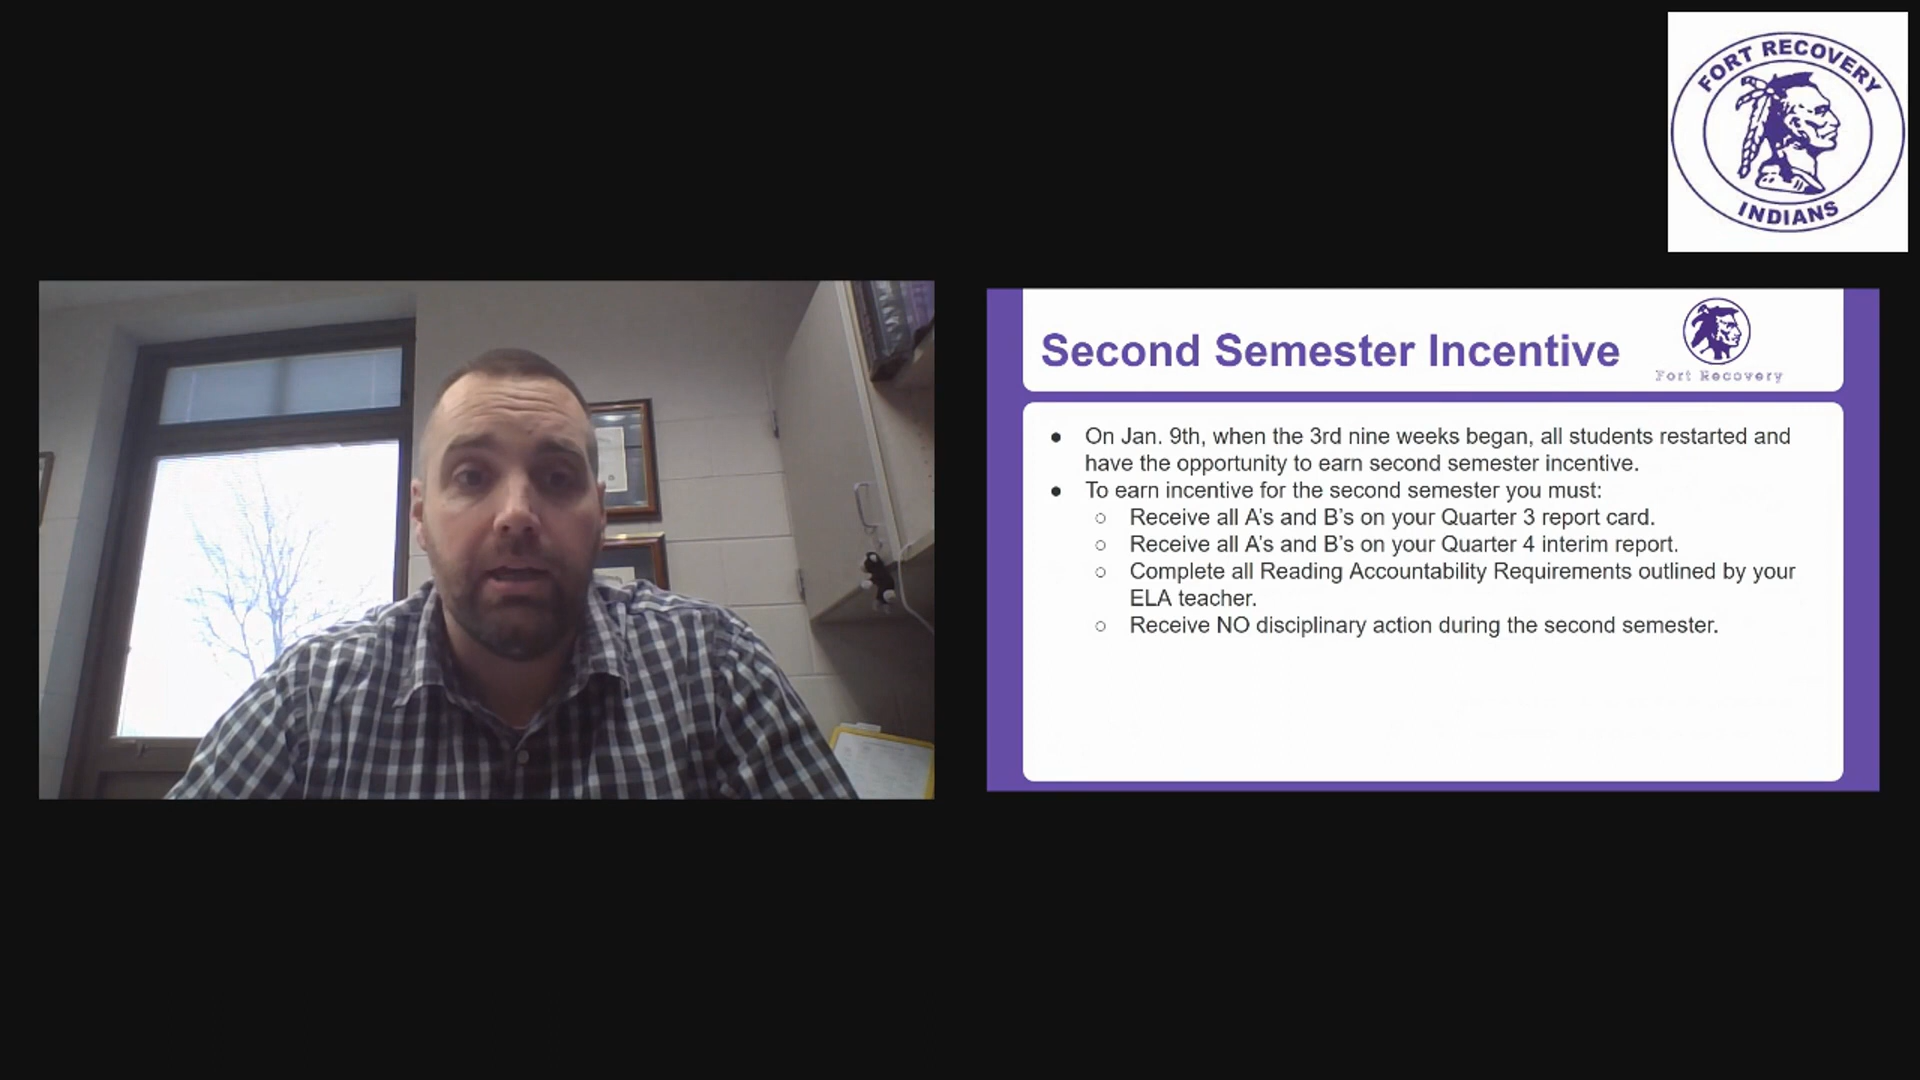 FORT RECOVERY
INDIANS
Second Semester Incentive
Fort Recovery
● On Jan. 9th, when the 3rd nine weeks began, all students restarted and
have the opportunity to earn second semester incentive.
● To earn incentive for the second semester you must:
○ Receive all A's and B's on your Quarter 3 report card.
○ Receive all A's and B's on your Quarter 4 interim report.
○ Complete all Reading Accountability Requirements outlined by your
ELA teacher.
○ Receive NO disciplinary action during the second semester.